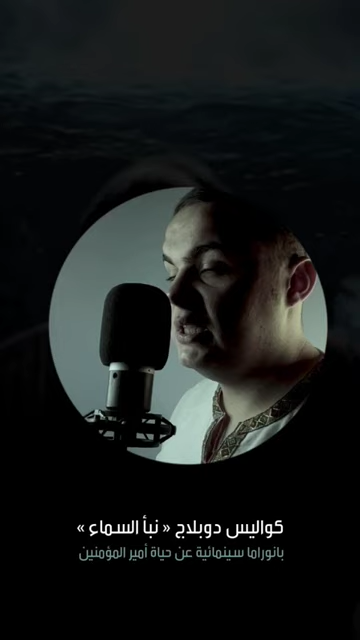 كواليس دوبلاج « نبأ السماء »
بانوراما سينمائية عن حياة أمير المؤمنين